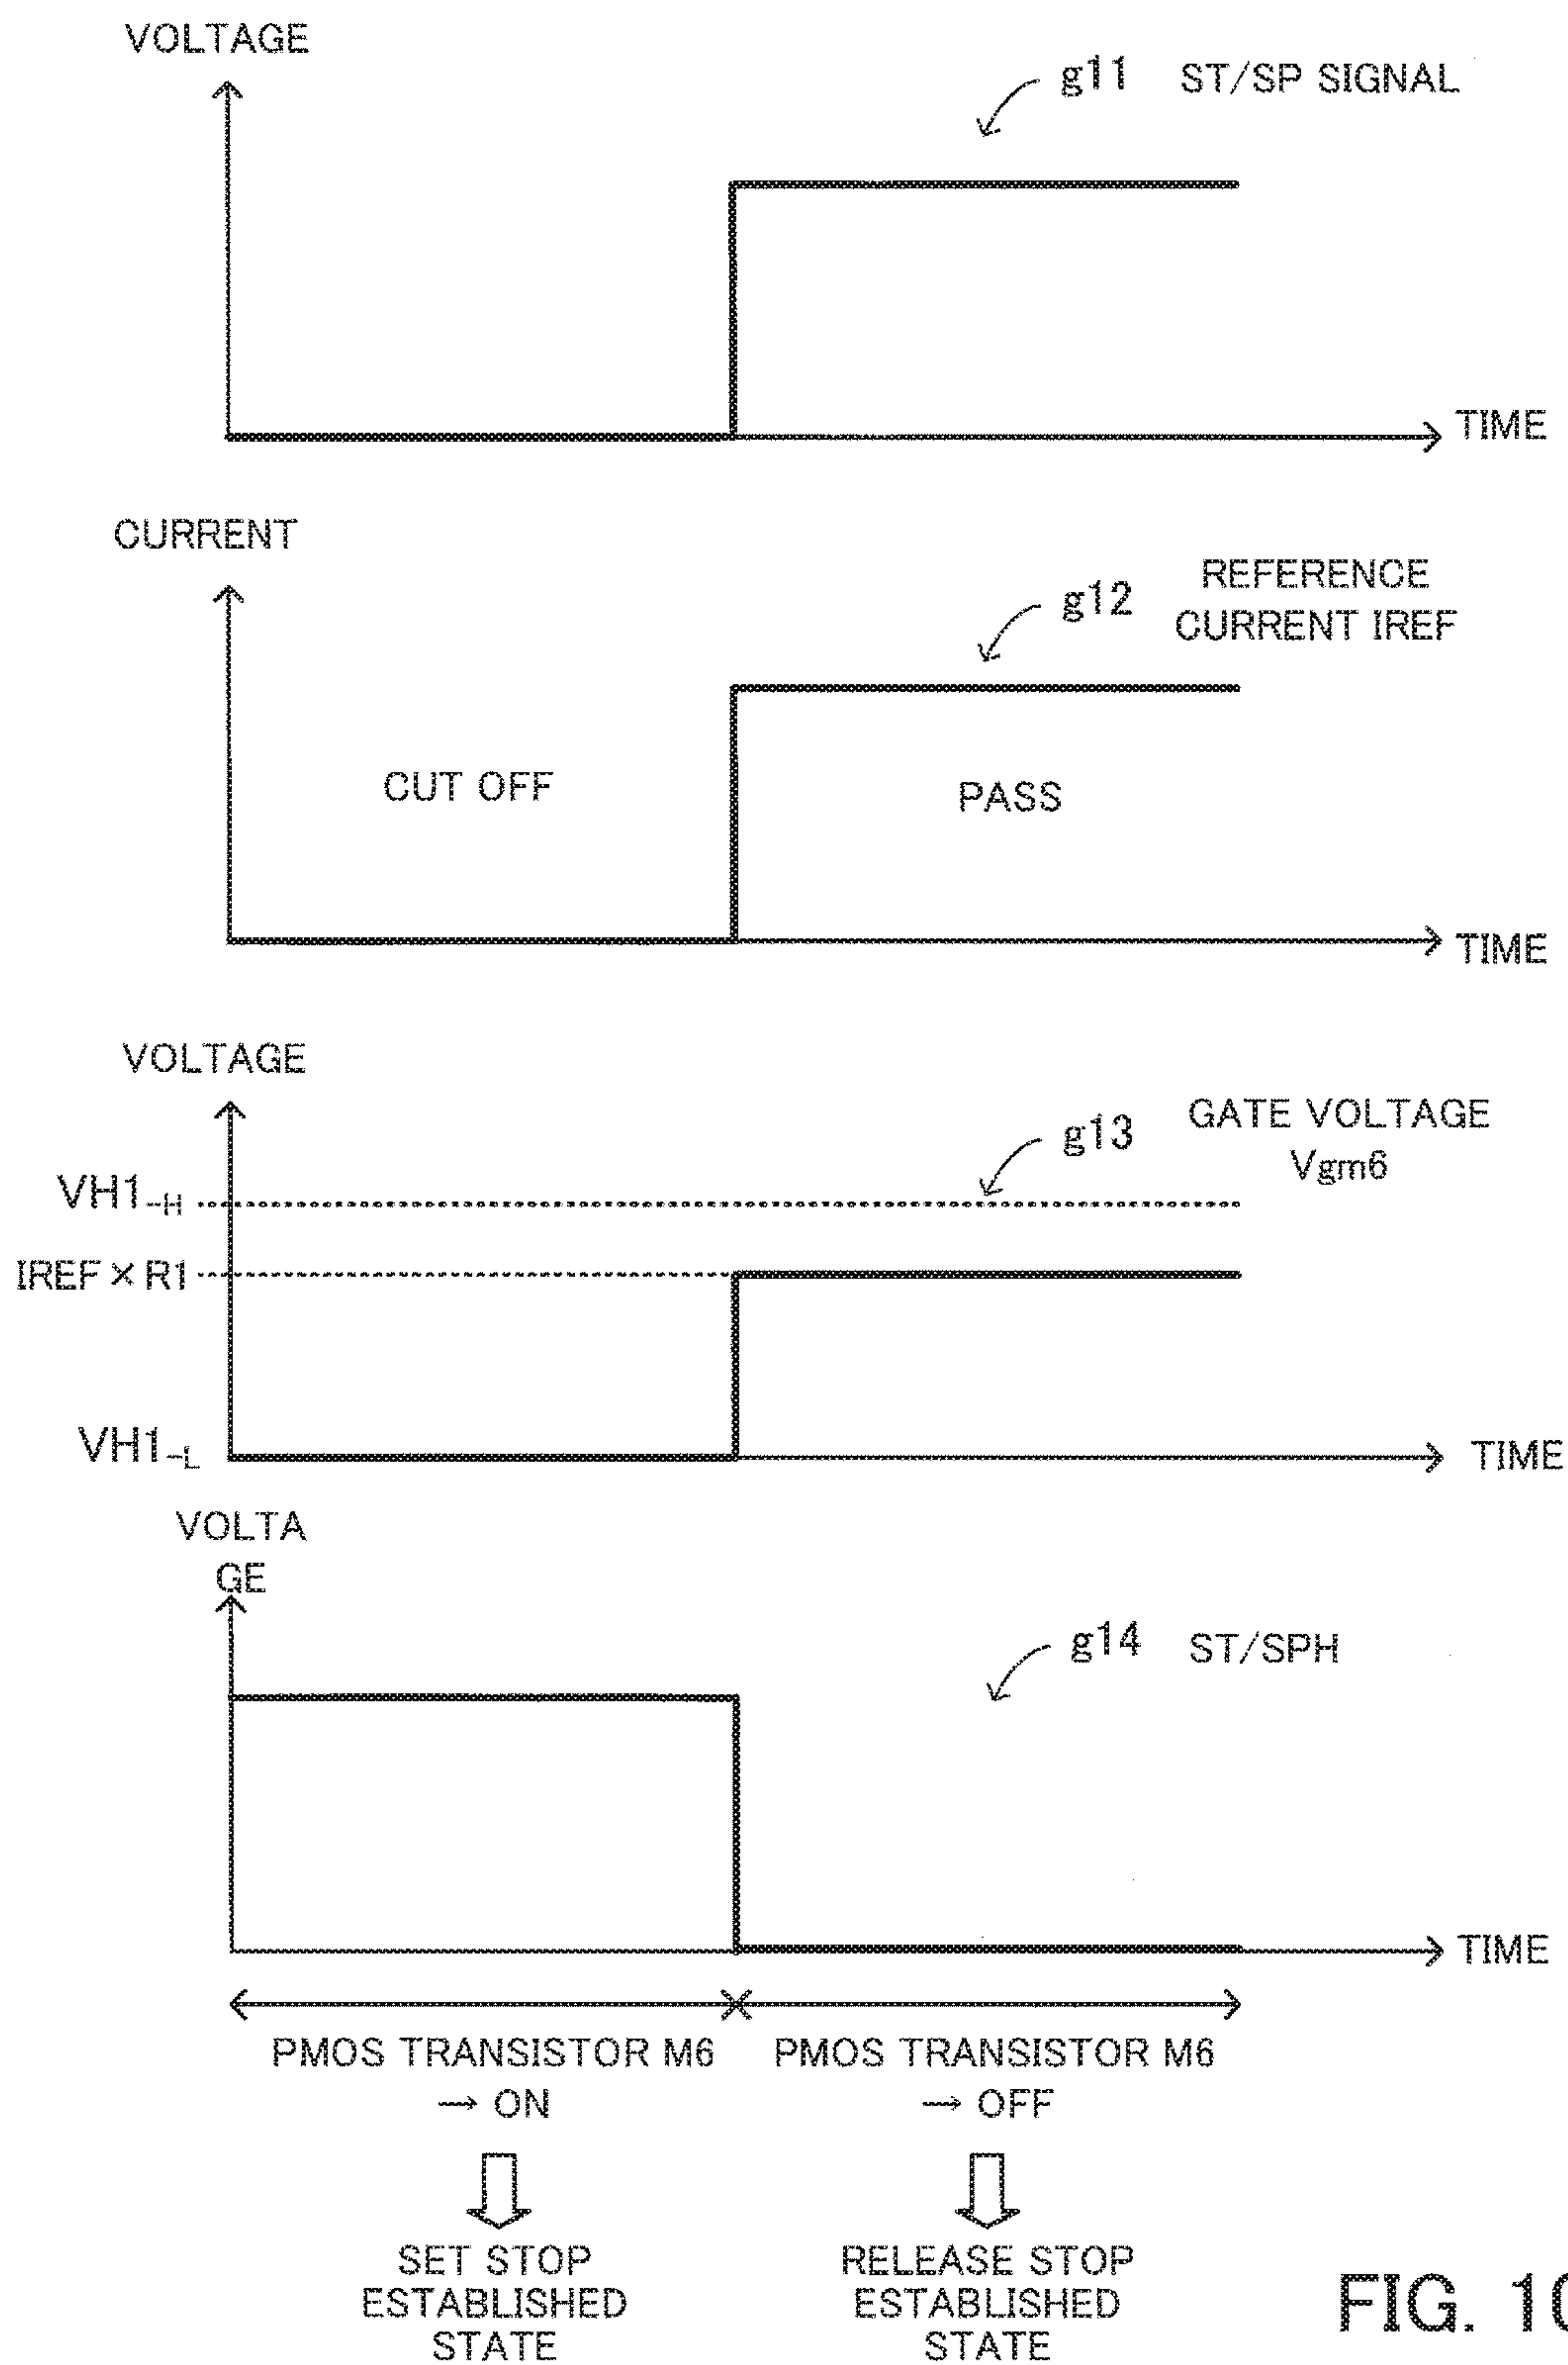 VOLTAGE
g11 ST/SP SIGNAL
TIME
CURRENT
g12 REFERENCE
CURRENT IREF
CUT OFF
PASS
TIME
VOLTAGE
g13 GATE VOLTAGE
Vgm6
VH1-H
IREF × R1
VH1-L
TIME
VOLTA
GE
g14 ST/SPH
TIME
PMOS TRANSISTOR M6
→ ON
PMOS TRANSISTOR M6
→ OFF
SET STOP
ESTABLISHED
STATE
RELEASE STOP
ESTABLISHED
STATE
FIG. 10